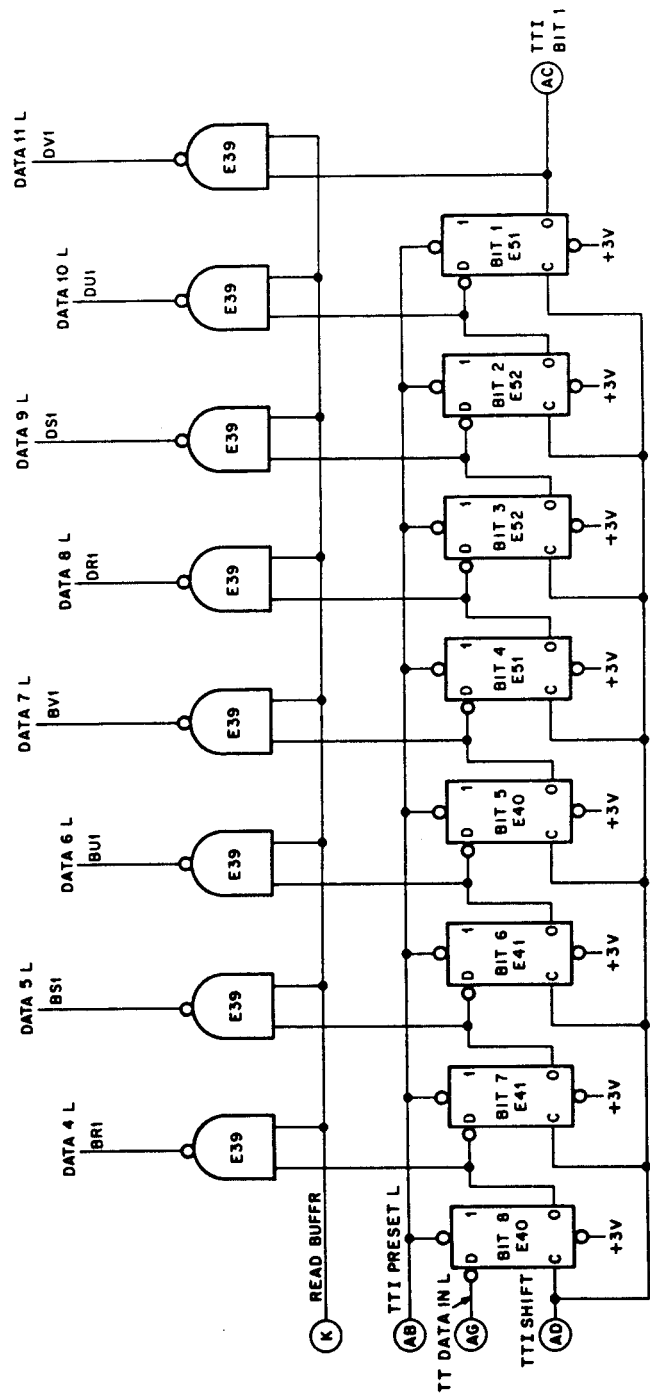 DATA 4 L
BR1
DATA 5 L
BS1
DATA 6 L
BU1
DATA 7 L
BV1
DATA 8 L
DR1
DATA 9 L
DS1
DATA 10 L
DU1
DATA 11 L
DV1
E39
E39
E39
E39
E39
E39
E39
E39
K
READ BUFFR
AB
TTI PRESET L
TT DATA IN L
AG
TTI SHIFT
AD
D 1
BIT 8
E40
C 0
+3V
D 1
BIT 7
E41
C 0
+3V
D 1
BIT 6
E41
C 0
+3V
D 1
BIT 5
E40
C 0
+3V
D 1
BIT 4
E51
C 0
+3V
D 1
BIT 3
E52
C 0
+3V
D 1
BIT 2
E52
C 0
+3V
D 1
BIT 1
E51
C 0
+3V
AC
TTI
BIT 1